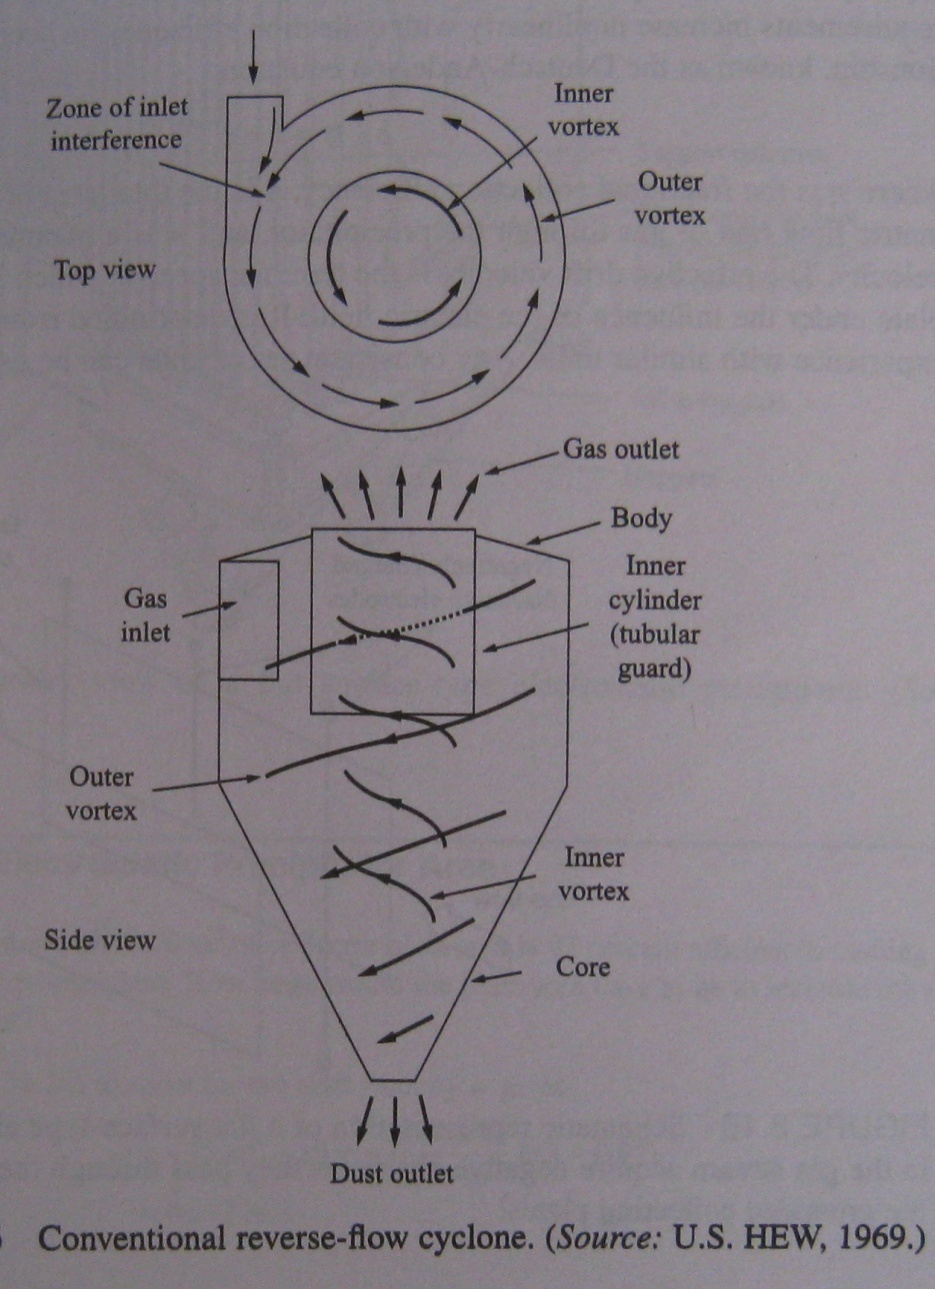 Zone of inlet
interference
Inner
vortex
Outer
vortex
Top view
Gas outlet
Body
Inner
cylinder
(tubular
guard)
Gas
inlet
Outer
vortex
Inner
vortex
Side view
Core
Dust outlet
Conventional reverse-flow cyclone. (Source: U.S. HEW, 1969.)